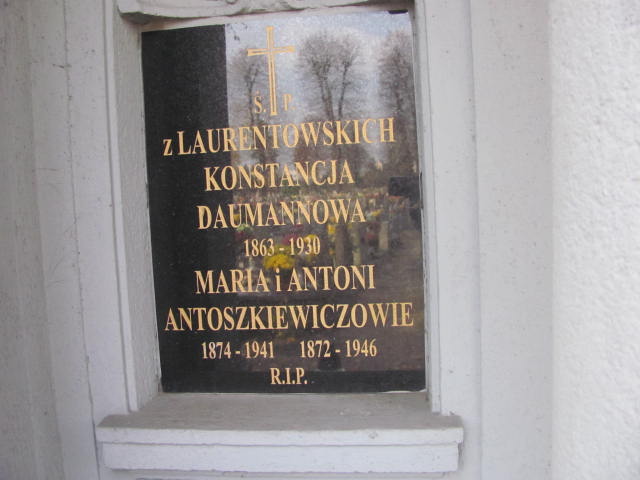 Ś. P.
z LAURENTOWSKICH
KONSTANCJA
DAUMANNOWA
1863 - 1930
MARIA i ANTONI
ANTOSZKIEWICZOWIE
1874 - 1941 1872 - 1946
R.I.P.